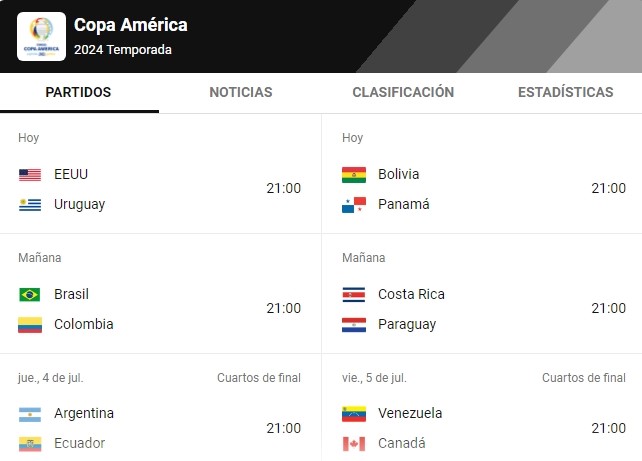 Copa América
2024 Temporada
COPA AMÉRICA
PARTIDOS NOTICIAS CLASIFICACIÓN ESTADÍSTICAS
Hoy
EEUU
Uruguay
21:00
Hoy
Bolivia
Panamá
21:00
Mañana
Brasil
Colombia
21:00
Mañana
Costa Rica
Paraguay
21:00
jue., 4 de jul. Cuartos de final
Argentina
Ecuador
21:00
vie., 5 de jul. Cuartos de final
Venezuela
Canadá
21:00